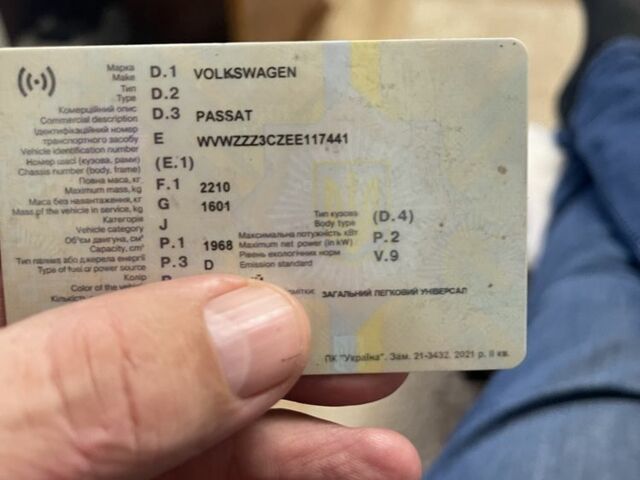 Марка
Make D.1 VOLKSWAGEN
Тип
Type D.2
Комерційний опис
Commercial description D.3 PASSAT
Ідентифікаційний номер
транспортного засобу
Vehicle identification number E WVWZZZ3CZEE117441
Номер шасі (кузова, рами)
Chassis number (body, frame) (E.1)
Повна маса, кг
Maximum mass, kg F.1 2210
Маса без навантаження, кг
Mass of the vehicle in service, kg G 1601
Категорія
Vehicle category J
Об'єм двигуна, см³
Capacity, cm³ P.1 1968
Тип палива або джерела енергії
Type of fuel or power source P.3 D
Колір
Color of the
Кількість
Тип кузова
Body type (D.4)
Максимальна потужність кВт
Maximum net power (in kW) P.2
Рівень екологічних норм
Emission standard V.9
ЗАГАЛЬНИЙ ЛЕГКОВИЙ УНІВЕРСАЛ
ПК "Україна". Зам. 21-3432. 2021 р. II кв.